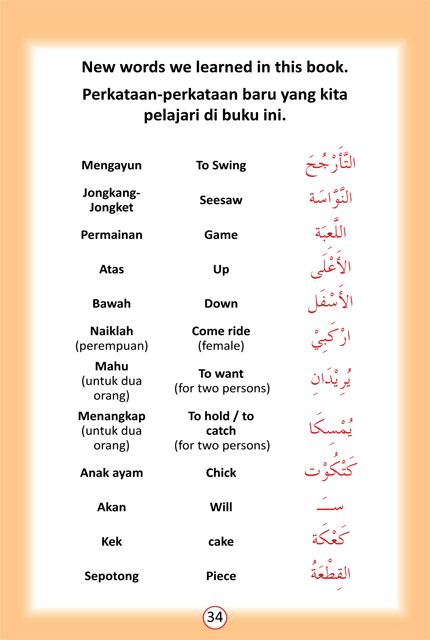 New words we learned in this book.
Perkataan-perkataan baru yang kita
pelajari di buku ini.
Mengayun To Swing التَّأَرْجُحَ
Jongkang-
Jongket Seesaw النَّوَّاسَة
Permainan Game اللَّعبَة
Atas Up الأَعْلَى
Bawah Down الأَسْفَل
Naiklah
(perempuan) Come ride
(female) ارْكَبِيْ
Mahu
(untuk dua
orang) To want
(for two persons) يُرِيْدَانِ
Menangkap
(untuk dua
orang) To hold / to
catch
(for two persons) يُمْسِكَا
Anak ayam Chick كَتْكُوْت
Akan Will سَــ
Kek cake كَعْكَة
Sepotong Piece القِطْعَةُ
34